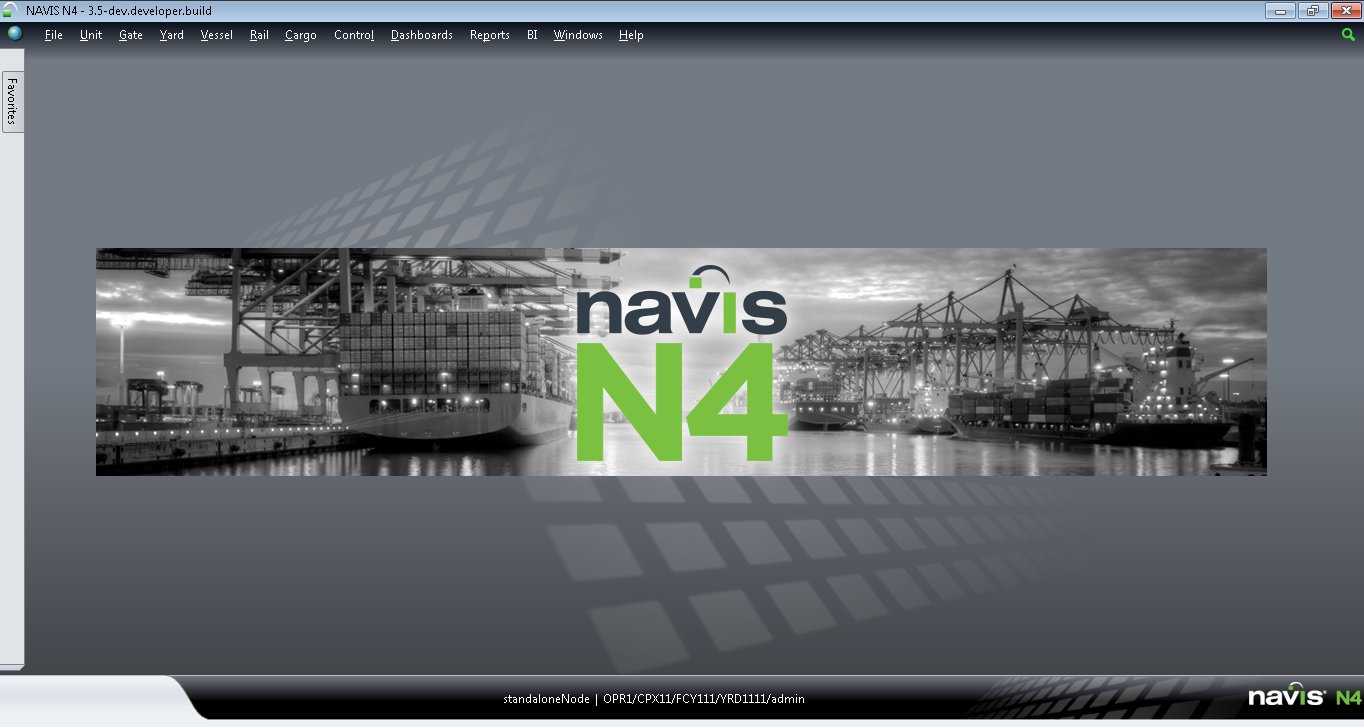 NAVIS N4 - 3.5-dev.developer.build
File Unit Gate Yard Vessel Rail Cargo Control Dashboards Reports BI Windows Help
Favorites
navis
N4
standaloneNode | OPR1/CPX11/FCY111/YRD1111/admin
navis N4